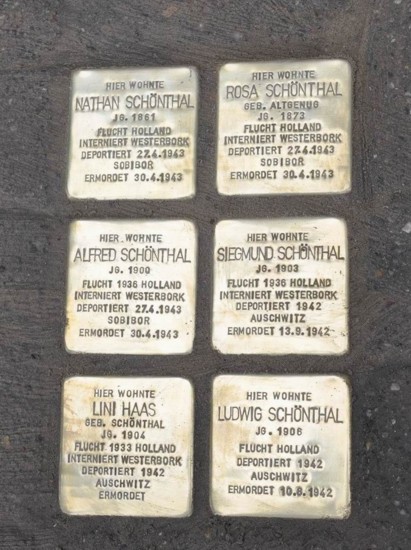 HIER WOHNTE
NATHAN SCHÖNTHAL
JG. 1861
FLUCHT HOLLAND
INTERNIERT WESTERBORK
DEPORTIERT 27.4.1943
SOBIBOR
ERMORDET 30.4.1943
HIER WOHNTE
ROSA SCHÖNTHAL
GEB. ALTGENUG
JG. 1873
FLUCHT HOLLAND
INTERNIERT WESTERBORK
DEPORTIERT 27.4.1943
SOBIBOR
ERMORDET 30.4.1943
HIER WOHNTE
ALFRED SCHÖNTHAL
JG. 1900
FLUCHT 1936 HOLLAND
INTERNIERT WESTERBORK
DEPORTIERT 27.4.1943
SOBIBOR
ERMORDET 30.4.1943
HIER WOHNTE
SIEGMUND SCHÖNTHAL
JG. 1903
FLUCHT 1936 HOLLAND
INTERNIERT WESTERBORK
DEPORTIERT 1942
AUSCHWITZ
ERMORDET 13.9.1942
HIER WOHNTE
LINI HAAS
GEB. SCHÖNTHAL
JG. 1904
FLUCHT 1933 HOLLAND
INTERNIERT WESTERBORK
DEPORTIERT 1942
AUSCHWITZ
ERMORDET
HIER WOHNTE
LUDWIG SCHÖNTHAL
JG. 1906
FLUCHT HOLLAND
DEPORTIERT 1942
AUSCHWITZ
ERMORDET